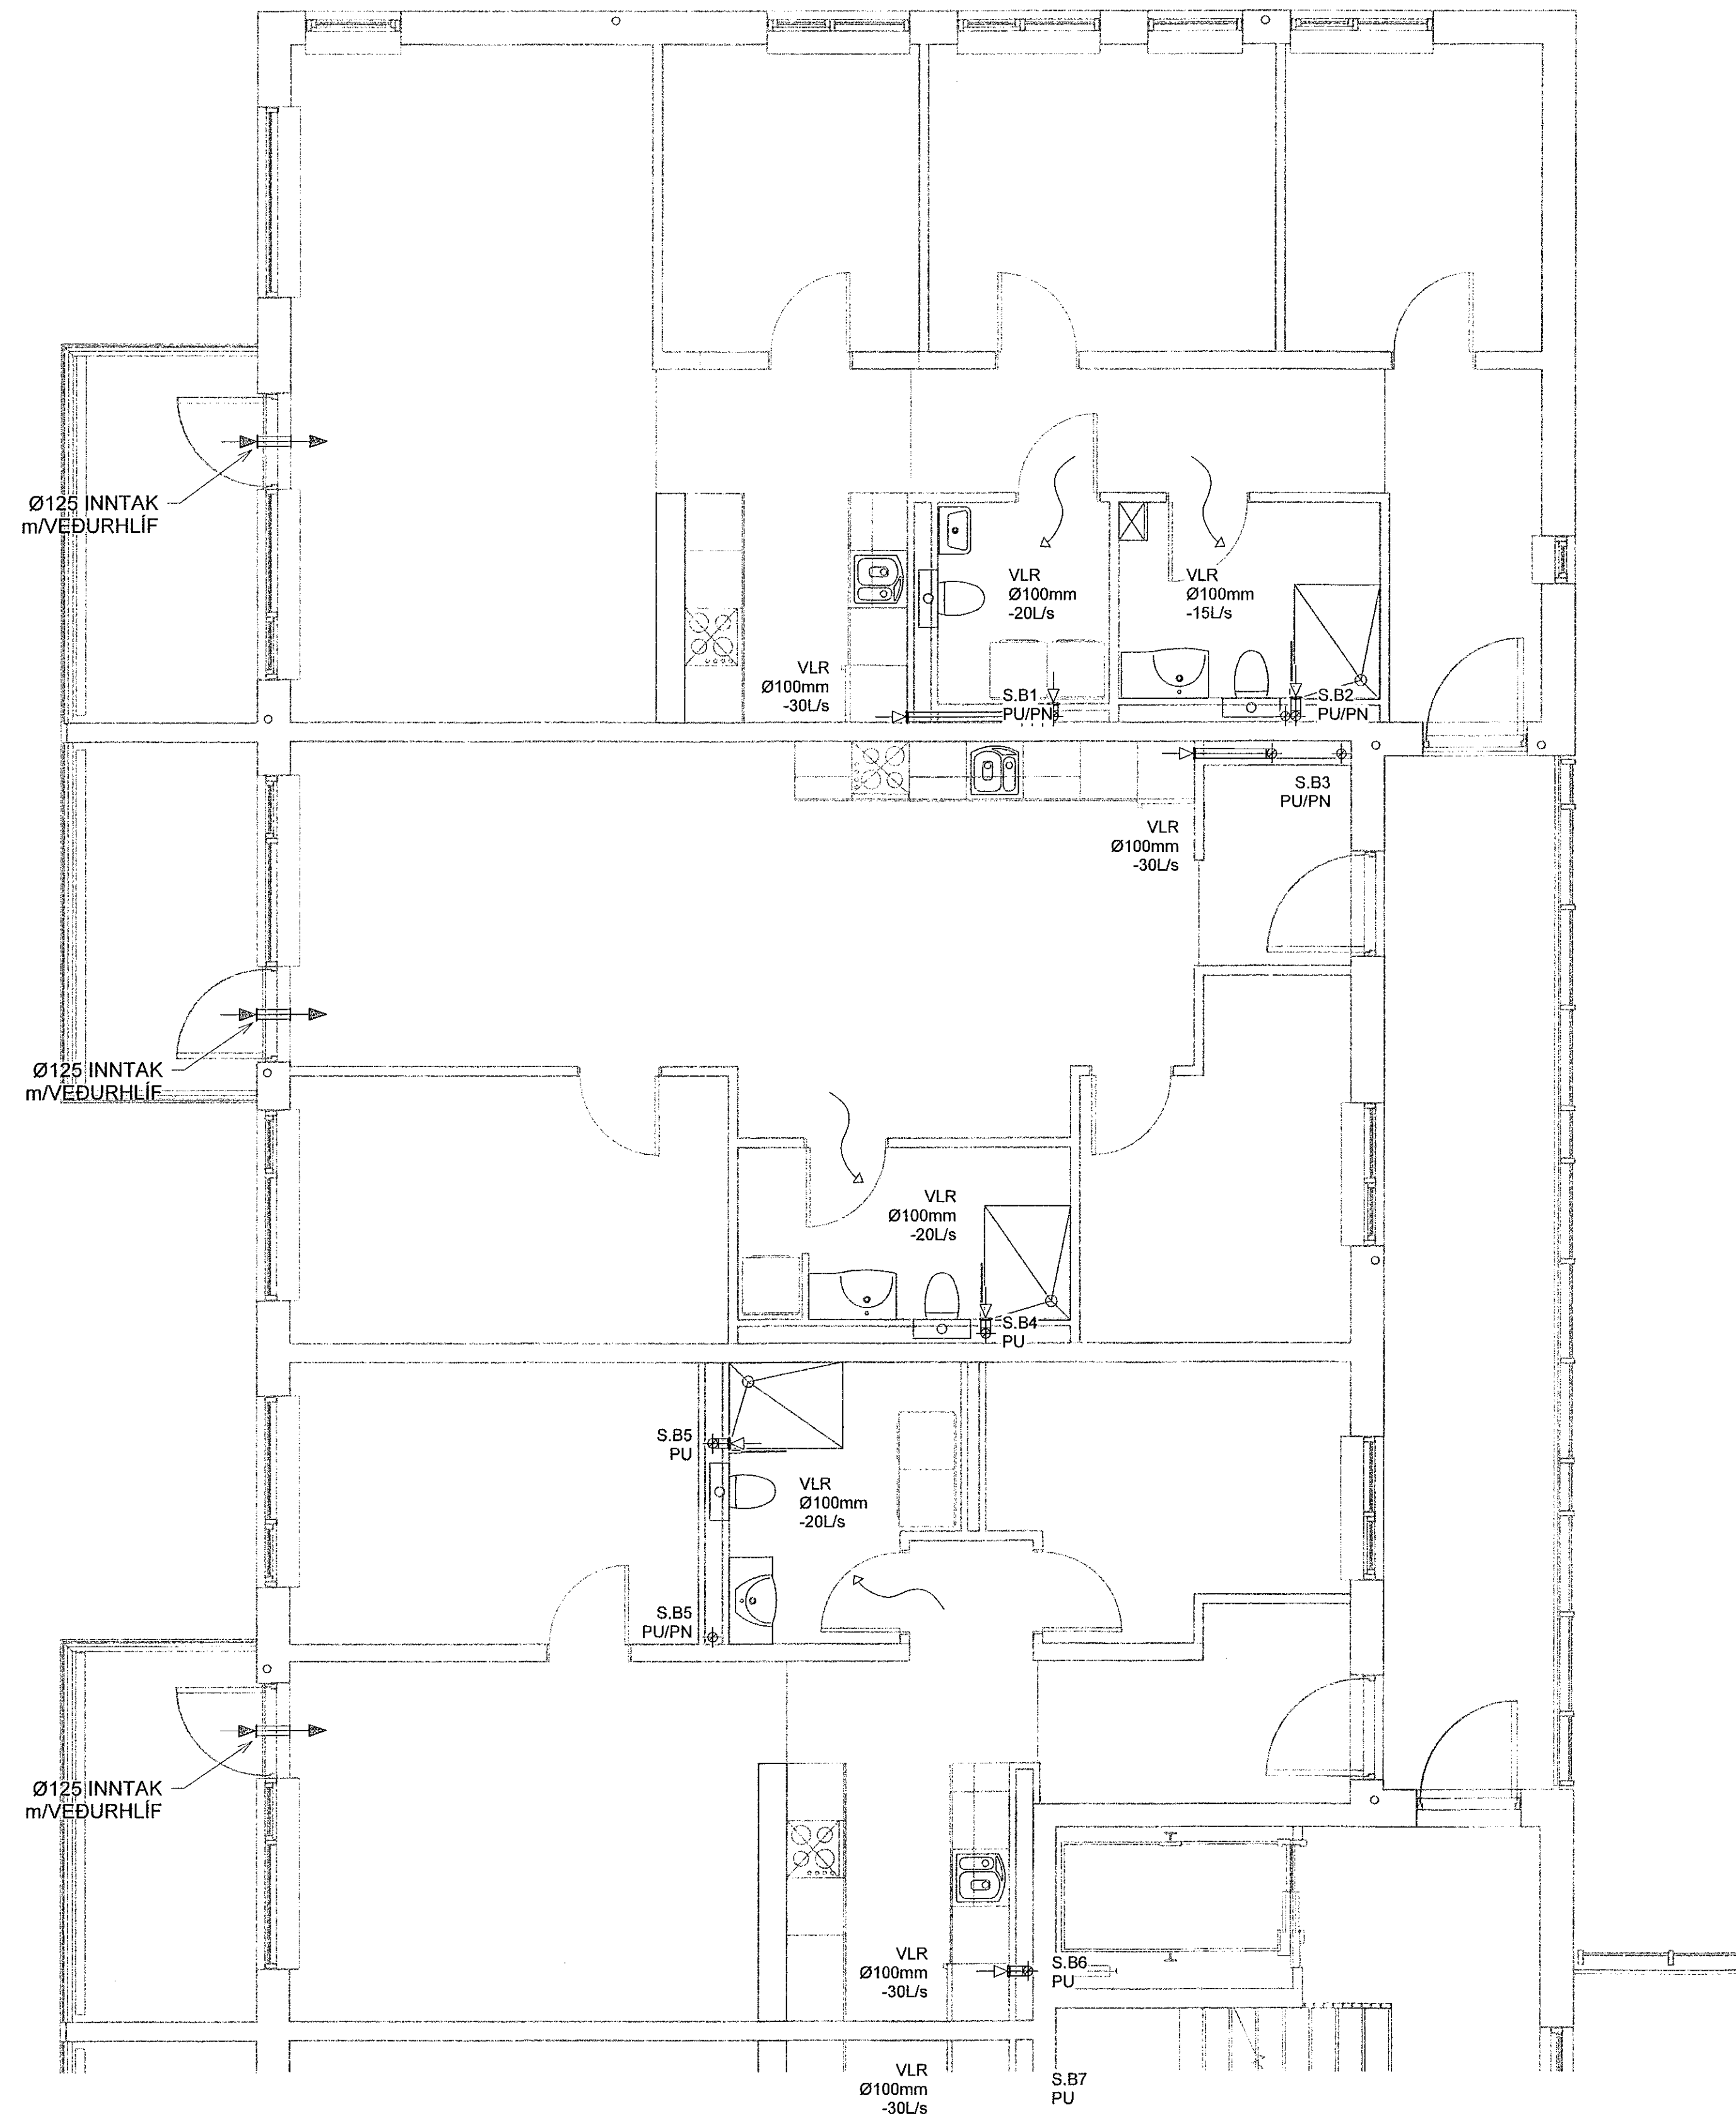 Ø125 INNTAK
m/VEÐURHLÍF
VLR
Ø100mm
-20L/s
VLR
Ø100mm
-15L/s
VLR
Ø100mm
-30L/s
S.B1
PU/PN
S.B2
PU/PN
S.B3
PU/PN
VLR
Ø100mm
-30L/s
Ø125 INNTAK
m/VEÐURHLÍF
VLR
Ø100mm
-20L/s
S.B4
PU
S.B5
PU
VLR
Ø100mm
-20L/s
S.B5
PU/PN
Ø125 INNTAK
m/VEÐURHLÍF
VLR
Ø100mm
-30L/s
S.B6
PU
VLR
Ø100mm
-30L/s
S.B7
PU